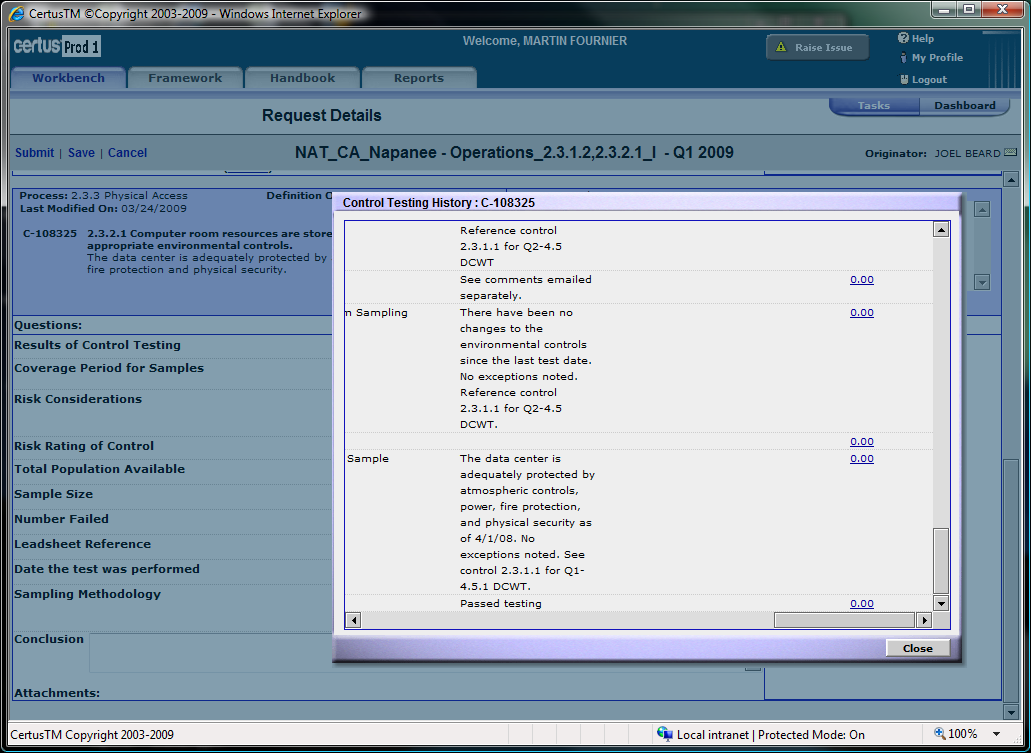 CertusTM ©Copyright 2003-2009 - Windows Internet Explorer
certus Prod 1
Welcome, MARTIN FOURNIER
Raise Issue
Help
My Profile
Logout
Workbench Framework Handbook Reports
Tasks Dashboard
Request Details
Submit | Save | Cancel
NAT_CA_Napanee - Operations_2.3.1.2,2.3.2.1_I - Q1 2009
Originator: JOEL BEARD
Process: 2.3.3 Physical Access
Definition O
Last Modified On: 03/24/2009
C-108325 2.3.2.1 Computer room resources are store
appropriate environmental controls.
The data center is adequately protected by
fire protection and physical security.
Questions:
Results of Control Testing
Coverage Period for Samples
Risk Considerations
Risk Rating of Control
Total Population Available
Sample Size
Number Failed
Leadsheet Reference
Date the test was performed
Sampling Methodology
Conclusion
Attachments:
Control Testing History : C-108325
Reference control
2.3.1.1 for Q2-4.5
DCWT
See comments emailed 0.00
separately.
m Sampling There have been no 0.00
changes to the
environmental controls
since the last test date.
No exceptions noted.
Reference control
2.3.1.1 for Q2-4.5
DCWT.
0.00
Sample The data center is 0.00
adequately protected by
atmospheric controls,
power, fire protection,
and physical security as
of 4/1/08. No
exceptions noted. See
control 2.3.1.1 for Q1-
4.5.1 DCWT.
Passed testing 0.00
Close
CertusTM Copyright 2003-2009
Local intranet | Protected Mode: On
100%